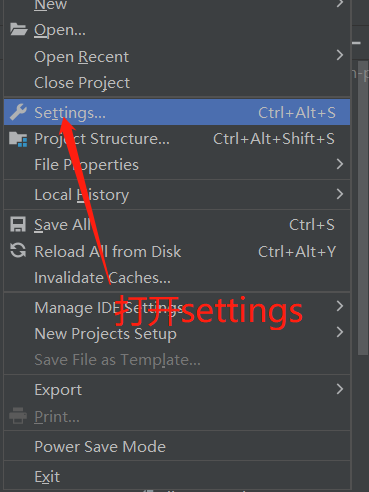 New
Open...
Open Recent
Close Project
Settings... Ctrl+Alt+S
Project Structure... Ctrl+Alt+Shift+S
File Properties
Local History
Save All Ctrl+S
Reload All from Disk Ctrl+Alt+Y
Invalidate Caches...
打开settings
Manage IDE Settings
New Projects Setup
Save File as Template...
Export
Print...
Power Save Mode
Exit